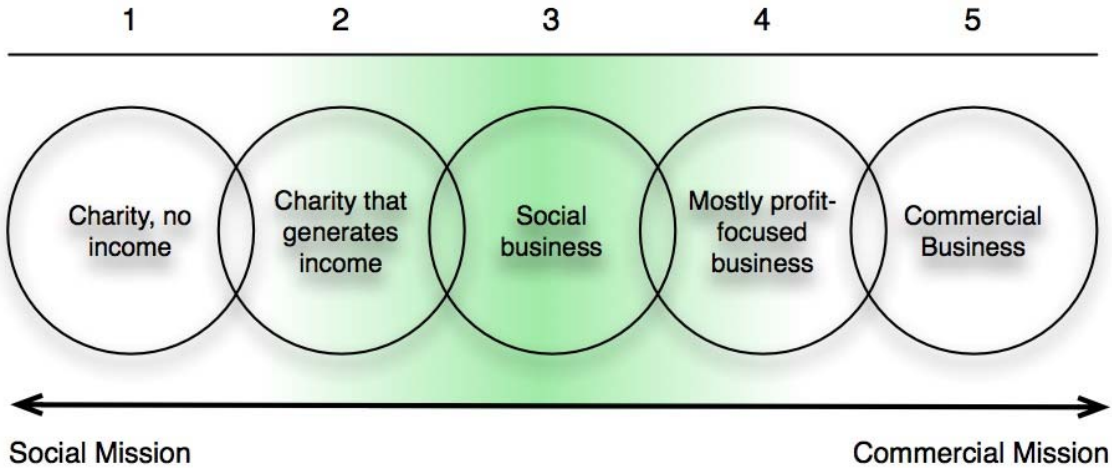 1 2 3 4 5
Charity, no
income
Charity that
generates
income
Social
business
Mostly profit-
focused
business
Commercial
Business
Social Mission
Commercial Mission